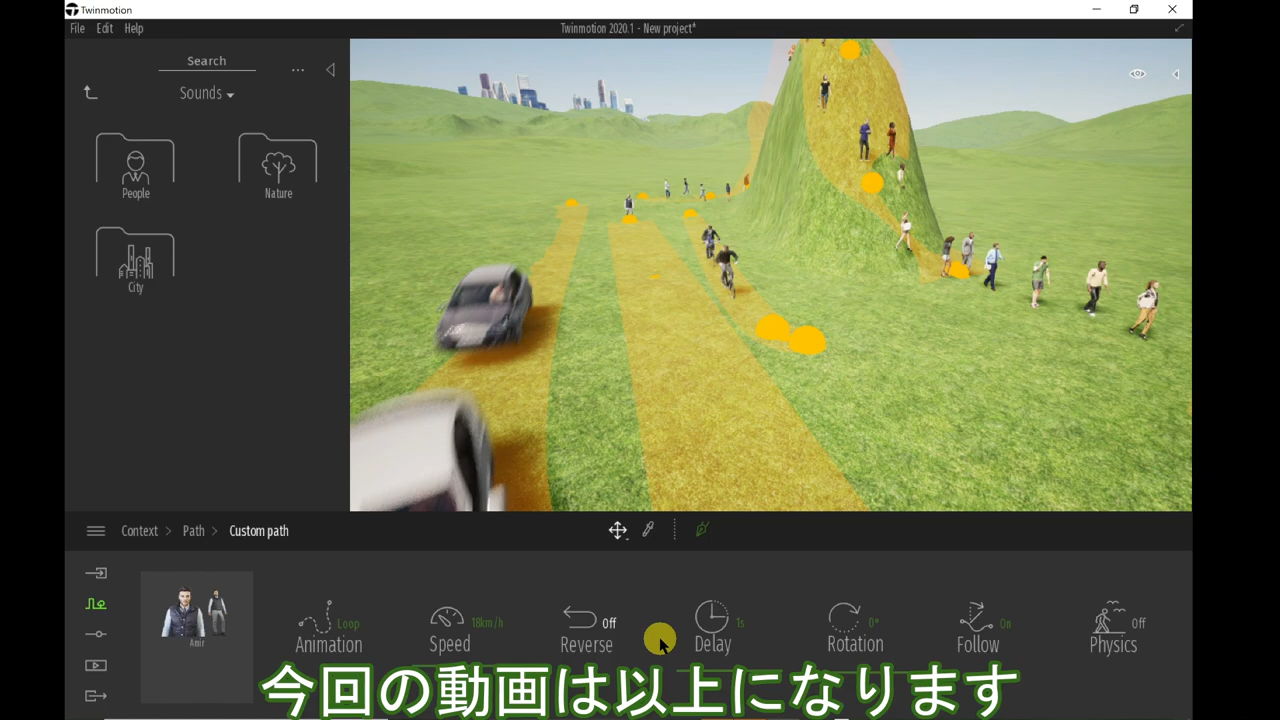 Twinmotion
File Edit Help
Twinmotion 2020.1 - New project*
Search
...
Sounds
People
Nature
City
Context > Path > Custom path
Amir
Loop
Animation
18km/h
Speed
Off
Reverse
1s
Delay
0°
Rotation
On
Follow
Off
Physics
今回の動画は以上になります